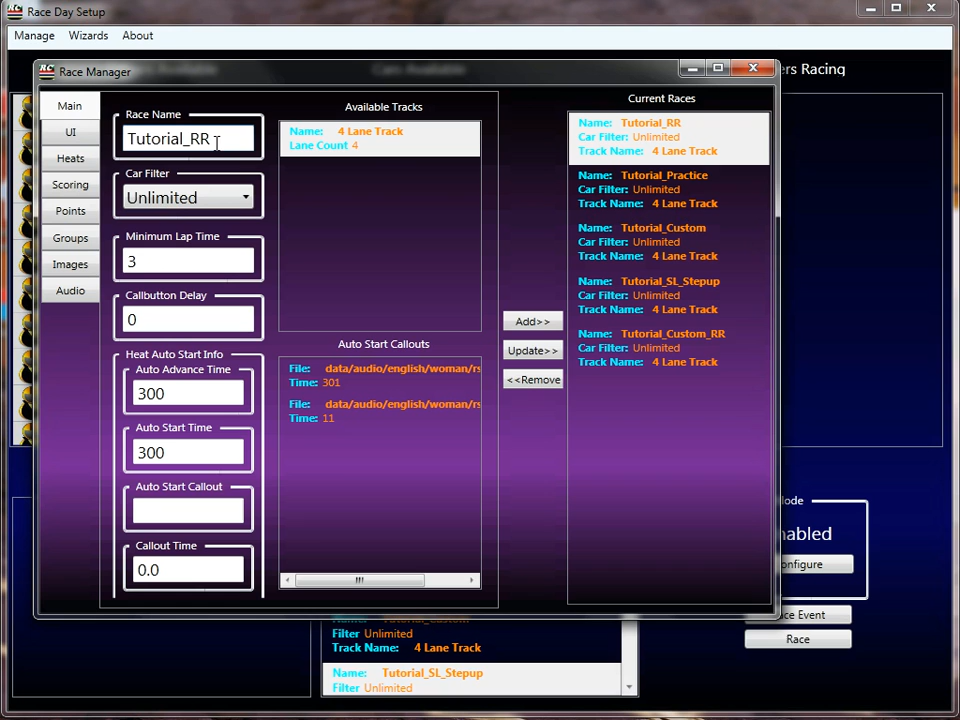 Race Day Setup
Manage Wizards About
Race Manager
ers Racing
Main
UI
Heats
Scoring
Points
Groups
Images
Audio
Race Name
Tutorial_RR
Car Filter
Unlimited
Minimum Lap Time
3
Callbutton Delay
0
Heat Auto Start Info
Auto Advance Time
300
Auto Start Time
300
Auto Start Callout
Callout Time
0.0
Available Tracks
Name: 4 Lane Track
Lane Count 4
Auto Start Callouts
File: data/audio/english/woman/rs
Time: 301
File: data/audio/english/woman/rs
Time: 11
Add>>
Update>>
<<Remove
Current Races
Name: Tutorial_RR
Car Filter: Unlimited
Track Name: 4 Lane Track
Name: Tutorial_Practice
Car Filter: Unlimited
Track Name: 4 Lane Track
Name: Tutorial_Custom
Car Filter: Unlimited
Track Name: 4 Lane Track
Name: Tutorial_SL_Stepup
Car Filter: Unlimited
Track Name: 4 Lane Track
Name: Tutorial_Custom_RR
Car Filter: Unlimited
Track Name: 4 Lane Track
ode
nabled
onfigure
ce Event
Race
Filter Unlimited
Track Name: 4 Lane Track
Name: Tutorial_SL_Stepup
Filter Unlimited